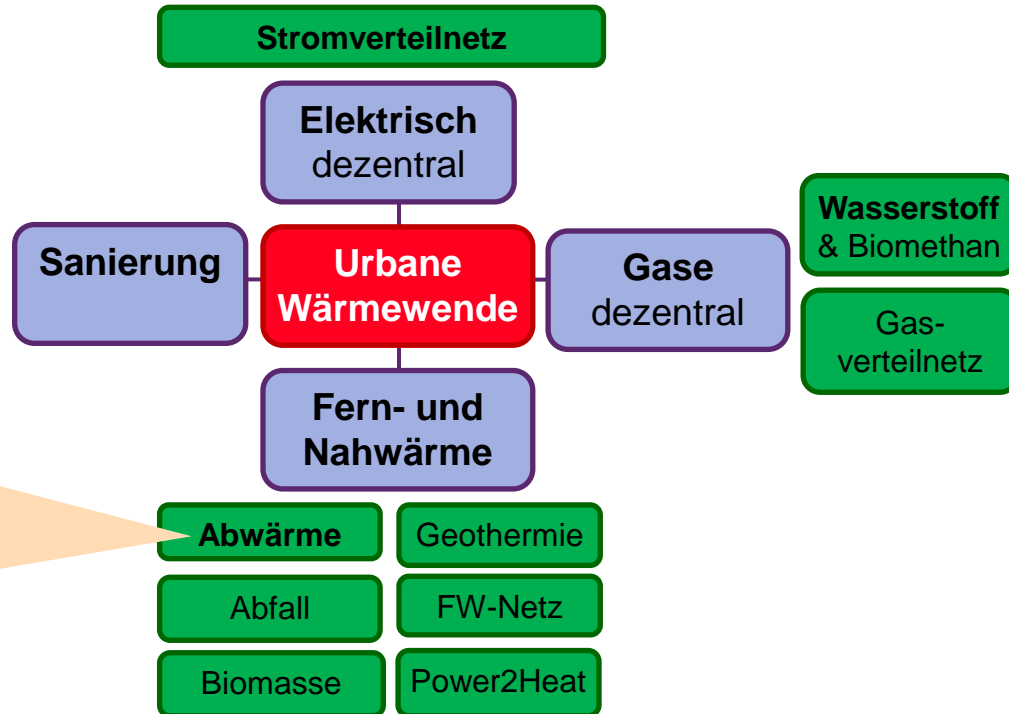 Stromverteilnetz
Elektrisch
dezentral
Sanierung
Urbane
Wärmewende
Gase
dezentral
Wasserstoff
& Biomethan
Gas-
verteilnetz
Fern- und
Nahwärme
Abwärme
Geothermie
Abfall
FW-Netz
Biomasse
Power2Heat